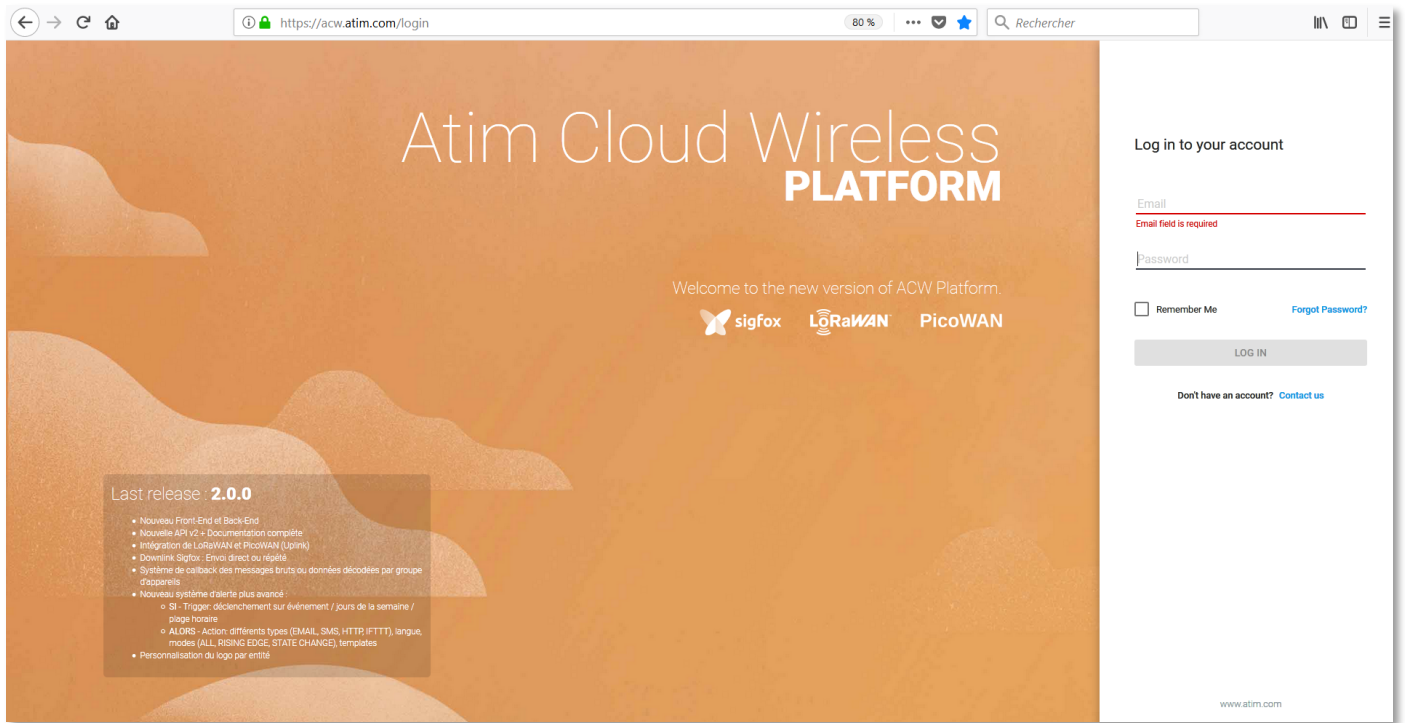 https://acw.atim.com/login
80 %
Rechercher
Atim Cloud Wireless
PLATFORM
Welcome to the new version of ACW Platform.
sigfox LoRaWAN PicoWAN
Last release : 2.0.0
Nouveau Front-End et Back-End
Nouvelle API v2 + Documentation complète
Intégration de LoRaWAN et PicoWAN (Uplink)
Downlink Sigfox : Envoi direct ou répété
Système de callback des messages bruts ou données décodées par groupe
d'appareils
Nouveau système d'alerte plus avancé :
SI - Trigger: déclenchement sur événement / jours de la semaine /
plage horaire
ALORS - Action: différents types (EMAIL, SMS, HTTP, IFTTT), langue,
modes (ALL, RISING EDGE, STATE CHANGE), templates
Personnalisation du logo par entité
Log in to your account
Email
Email field is required
Password
Remember Me Forgot Password?
LOG IN
Don't have an account? Contact us
www.atim.com